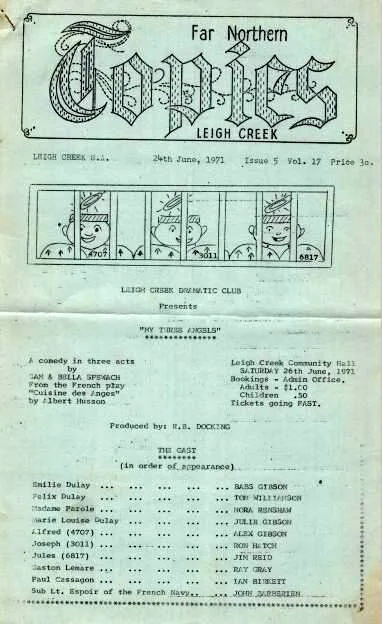 Far Northern
Topics
LEIGH CREEK
LEIGH CREEK S.A. 24th June, 1971 Issue 5 Vol. 17 Price 3c.
4707 3011 6817
LEIGH CREEK DRAMATIC CLUB
Presents
"MY THREE ANGELS"
***************
A comedy in three acts
by
SAM & BELLA SPEWACH
From the French play
"Cuisine des Anges"
by Albert Husson
Leigh Creek Community Hall
SATURDAY 26th June, 1971
Bookings - Admin Office.
Adults - $1.00
Children .50
Tickets going FAST.
Produced by: R.B. DOCKING
THE CAST
********
(in order of appearance)
Emilie Dulay ... ... ... ... ... BABS GIBSON
Felix Dulay ... ... ... ... ... TOM WILLIAMSON
Madame Parole ... ... ... ... ... NORA RENSHAW
Marie Louise Dulay ... ... ... ... JULIE GIBSON
Alfred (4707) ... ... ... ... ... ALEX GIBSON
Joseph (3011) ... ... ... ... ... RON HATCH
Jules (6817) ... ... ... ... ... JIM REID
Gaston Lemare ... ... ... ... ... RAY GRAY
Paul Cassagon ... ... ... ... ... IAN BIRKETT
Sub Lt. Espoir of the French Navy.. ... JOHN BARBERIEN